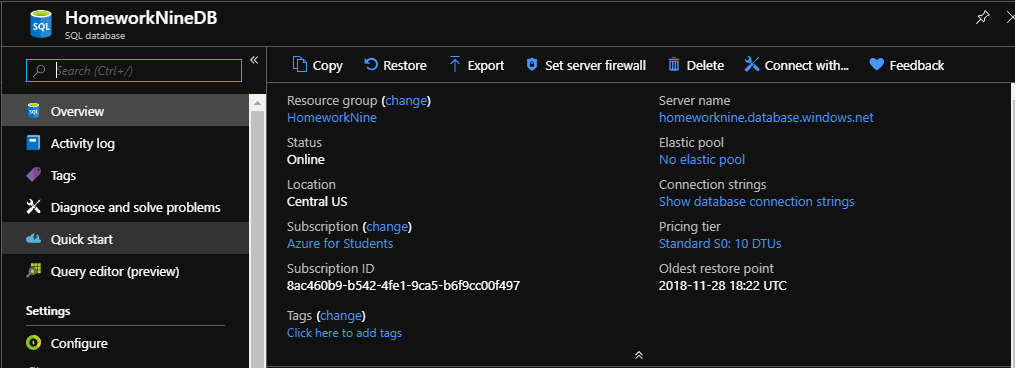 HomeworkNineDB
SQL database
SQL
Search (Ctrl+/)
«
Overview
Activity log
Tags
Diagnose and solve problems
Quick start
Query editor (preview)
Settings
Configure
Copy
Restore
Export
Set server firewall
Delete
Connect with...
Feedback
Resource group (change)
HomeworkNine
Status
Online
Location
Central US
Subscription (change)
Azure for Students
Subscription ID
8ac460b9-b542-4fe1-9ca5-b6f9cc00f497
Tags (change)
Click here to add tags
Server name
homeworknine.database.windows.net
Elastic pool
No elastic pool
Connection strings
Show database connection strings
Pricing tier
Standard S0: 10 DTUs
Oldest restore point
2018-11-28 18:22 UTC